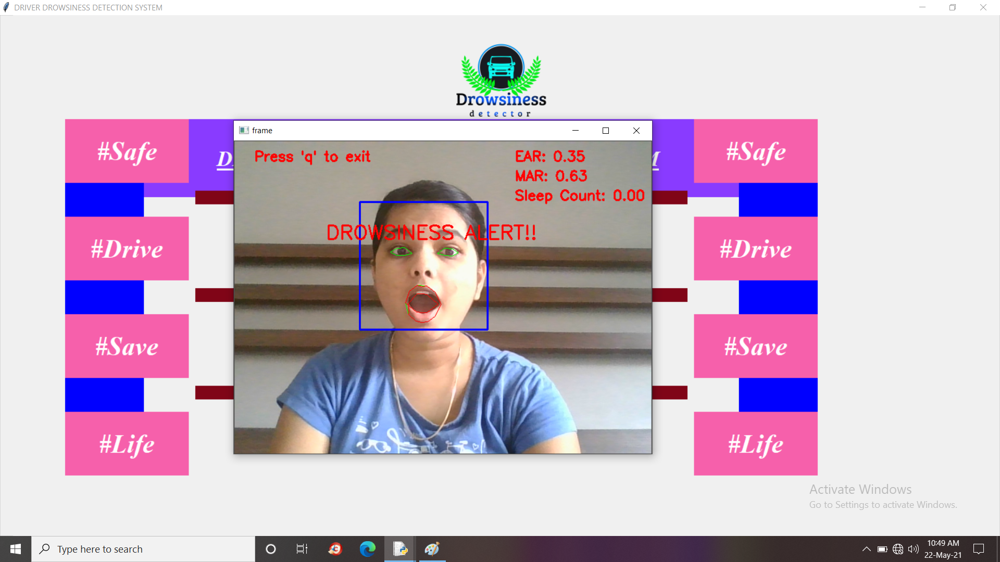 DRIVER DROWSINESS DETECTION SYSTEM
Drowsiness
detector
#Safe
#Safe
frame
Press 'q' to exit
EAR: 0.35
MAR: 0.63
Sleep Count: 0.00
DROWSINESS ALERT!!
#Drive
#Drive
#Save
#Save
#Life
#Life
Activate Windows
Go to Settings to activate Windows.
Type here to search
10:49 AM
22-May-21